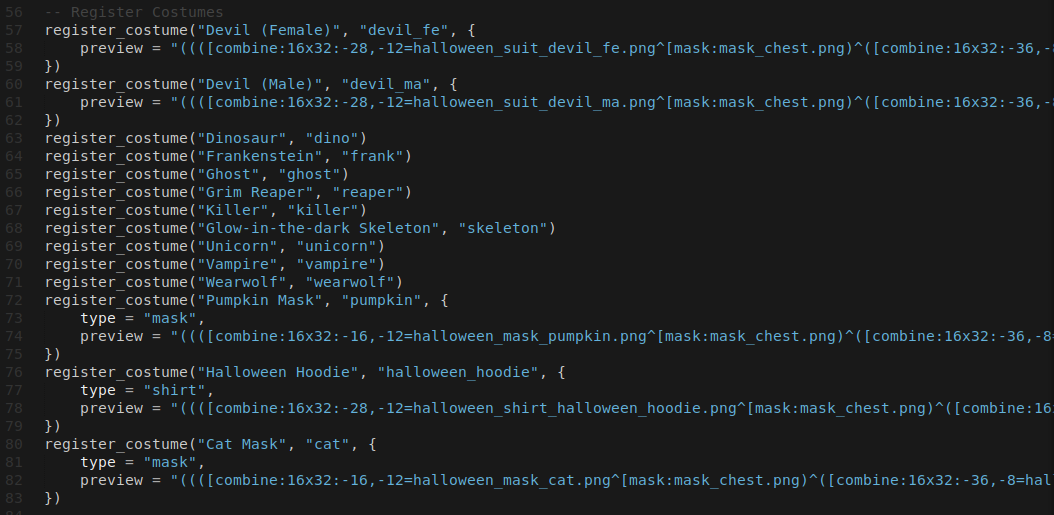 56 -- Register Costumes
57 register_costume("Devil (Female)", "devil_fe", {
58     preview = "((([combine:16x32:-28,-12=halloween_suit_devil_fe.png^[mask:mask_chest.png)^([combine:16x32:-36,-8
59 })
60 register_costume("Devil (Male)", "devil_ma", {
61     preview = "((([combine:16x32:-28,-12=halloween_suit_devil_ma.png^[mask:mask_chest.png)^([combine:16x32:-36,-8
62 })
63 register_costume("Dinosaur", "dino")
64 register_costume("Frankenstein", "frank")
65 register_costume("Ghost", "ghost")
66 register_costume("Grim Reaper", "reaper")
67 register_costume("Killer", "killer")
68 register_costume("Glow-in-the-dark Skeleton", "skeleton")
69 register_costume("Unicorn", "unicorn")
70 register_costume("Vampire", "vampire")
71 register_costume("Wearwolf", "wearwolf")
72 register_costume("Pumpkin Mask", "pumpkin", {
73     type = "mask",
74     preview = "((([combine:16x32:-16,-12=halloween_mask_pumpkin.png^[mask:mask_chest.png)^([combine:16x32:-36,-8=
75 })
76 register_costume("Halloween Hoodie", "halloween_hoodie", {
77     type = "shirt",
78     preview = "((([combine:16x32:-28,-12=halloween_shirt_halloween_hoodie.png^[mask:mask_chest.png)^([combine:16x
79 })
80 register_costume("Cat Mask", "cat", {
81     type = "mask",
82     preview = "((([combine:16x32:-16,-12=halloween_mask_cat.png^[mask:mask_chest.png)^([combine:16x32:-36,-8=hal
83 })